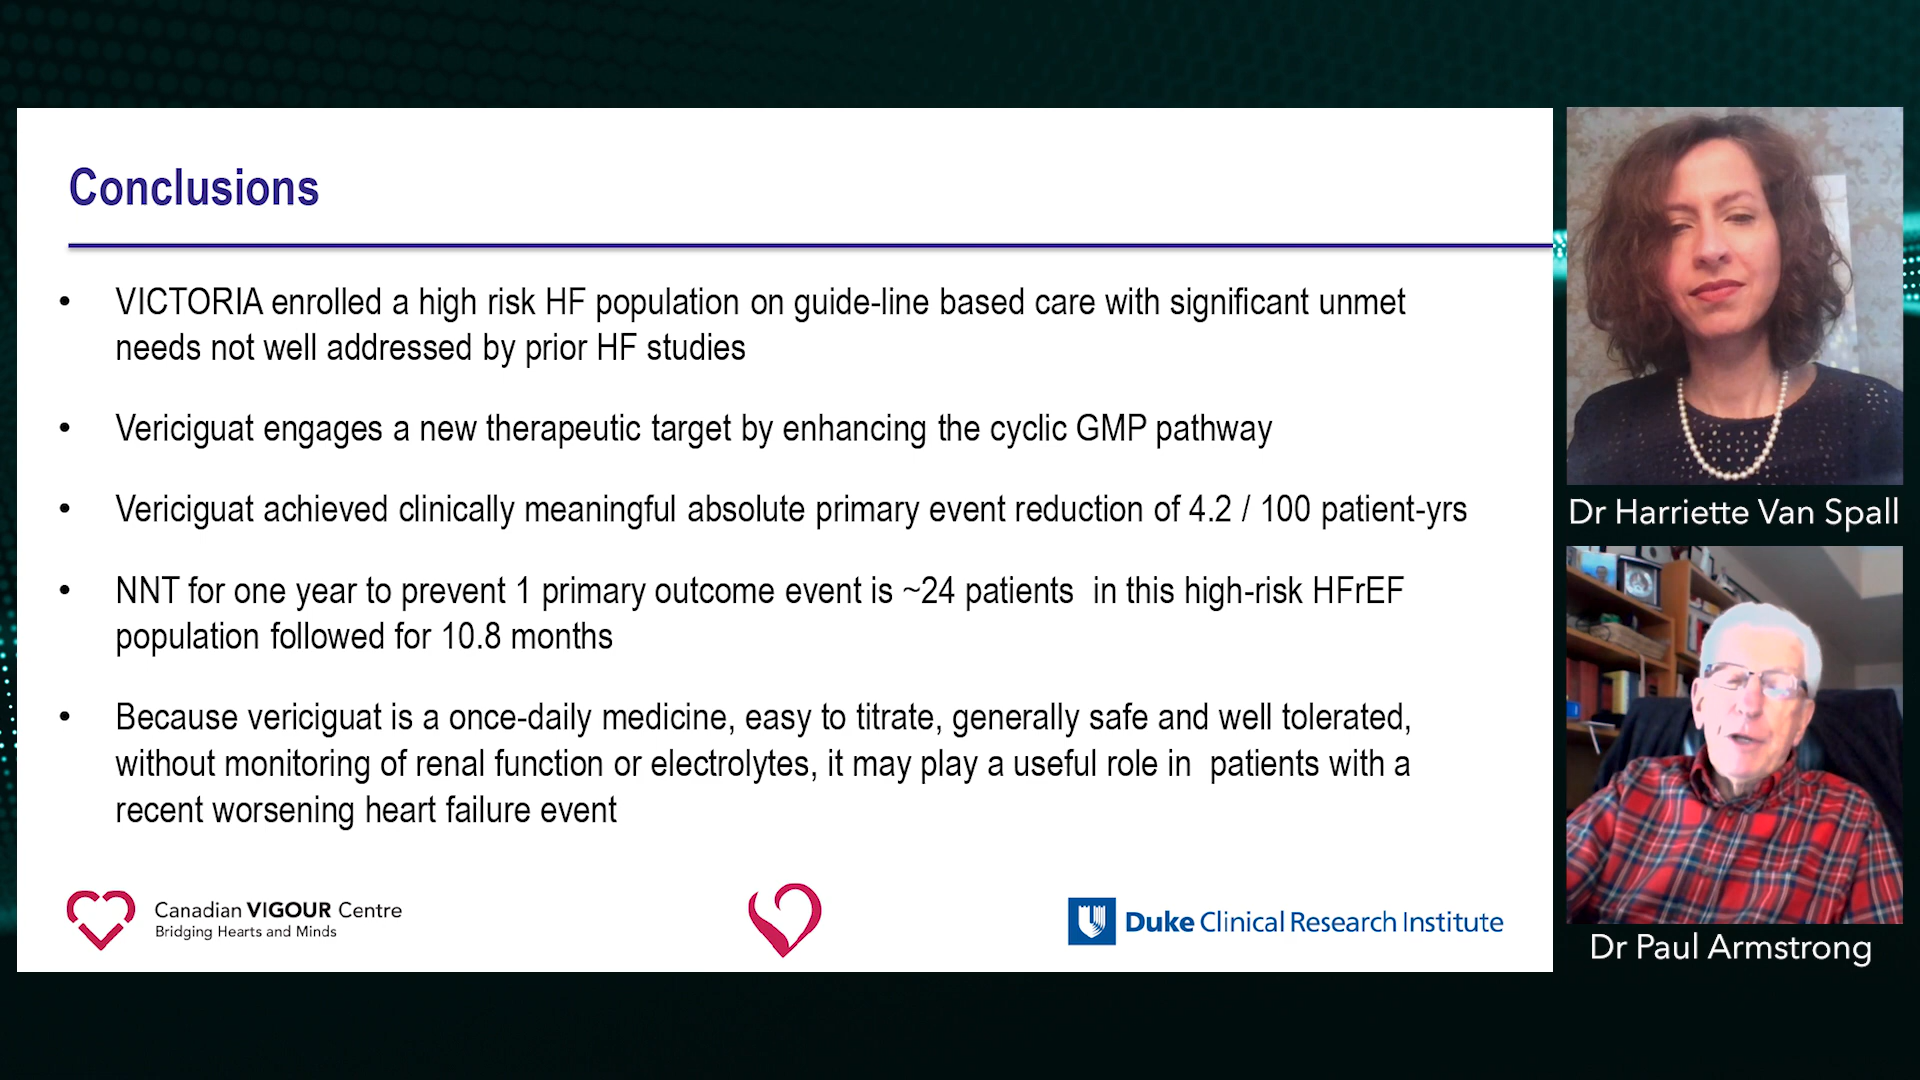 Conclusions
• VICTORIA enrolled a high risk HF population on guide-line based care with significant unmet
needs not well addressed by prior HF studies
• Vericiguat engages a new therapeutic target by enhancing the cyclic GMP pathway
• Vericiguat achieved clinically meaningful absolute primary event reduction of 4.2 / 100 patient-yrs
• NNT for one year to prevent 1 primary outcome event is ~24 patients in this high-risk HFrEF
population followed for 10.8 months
• Because vericiguat is a once-daily medicine, easy to titrate, generally safe and well tolerated,
without monitoring of renal function or electrolytes, it may play a useful role in patients with a
recent worsening heart failure event
Canadian VIGOUR Centre
Bridging Hearts and Minds
Duke Clinical Research Institute
Dr Harriette Van Spall
Dr Paul Armstrong